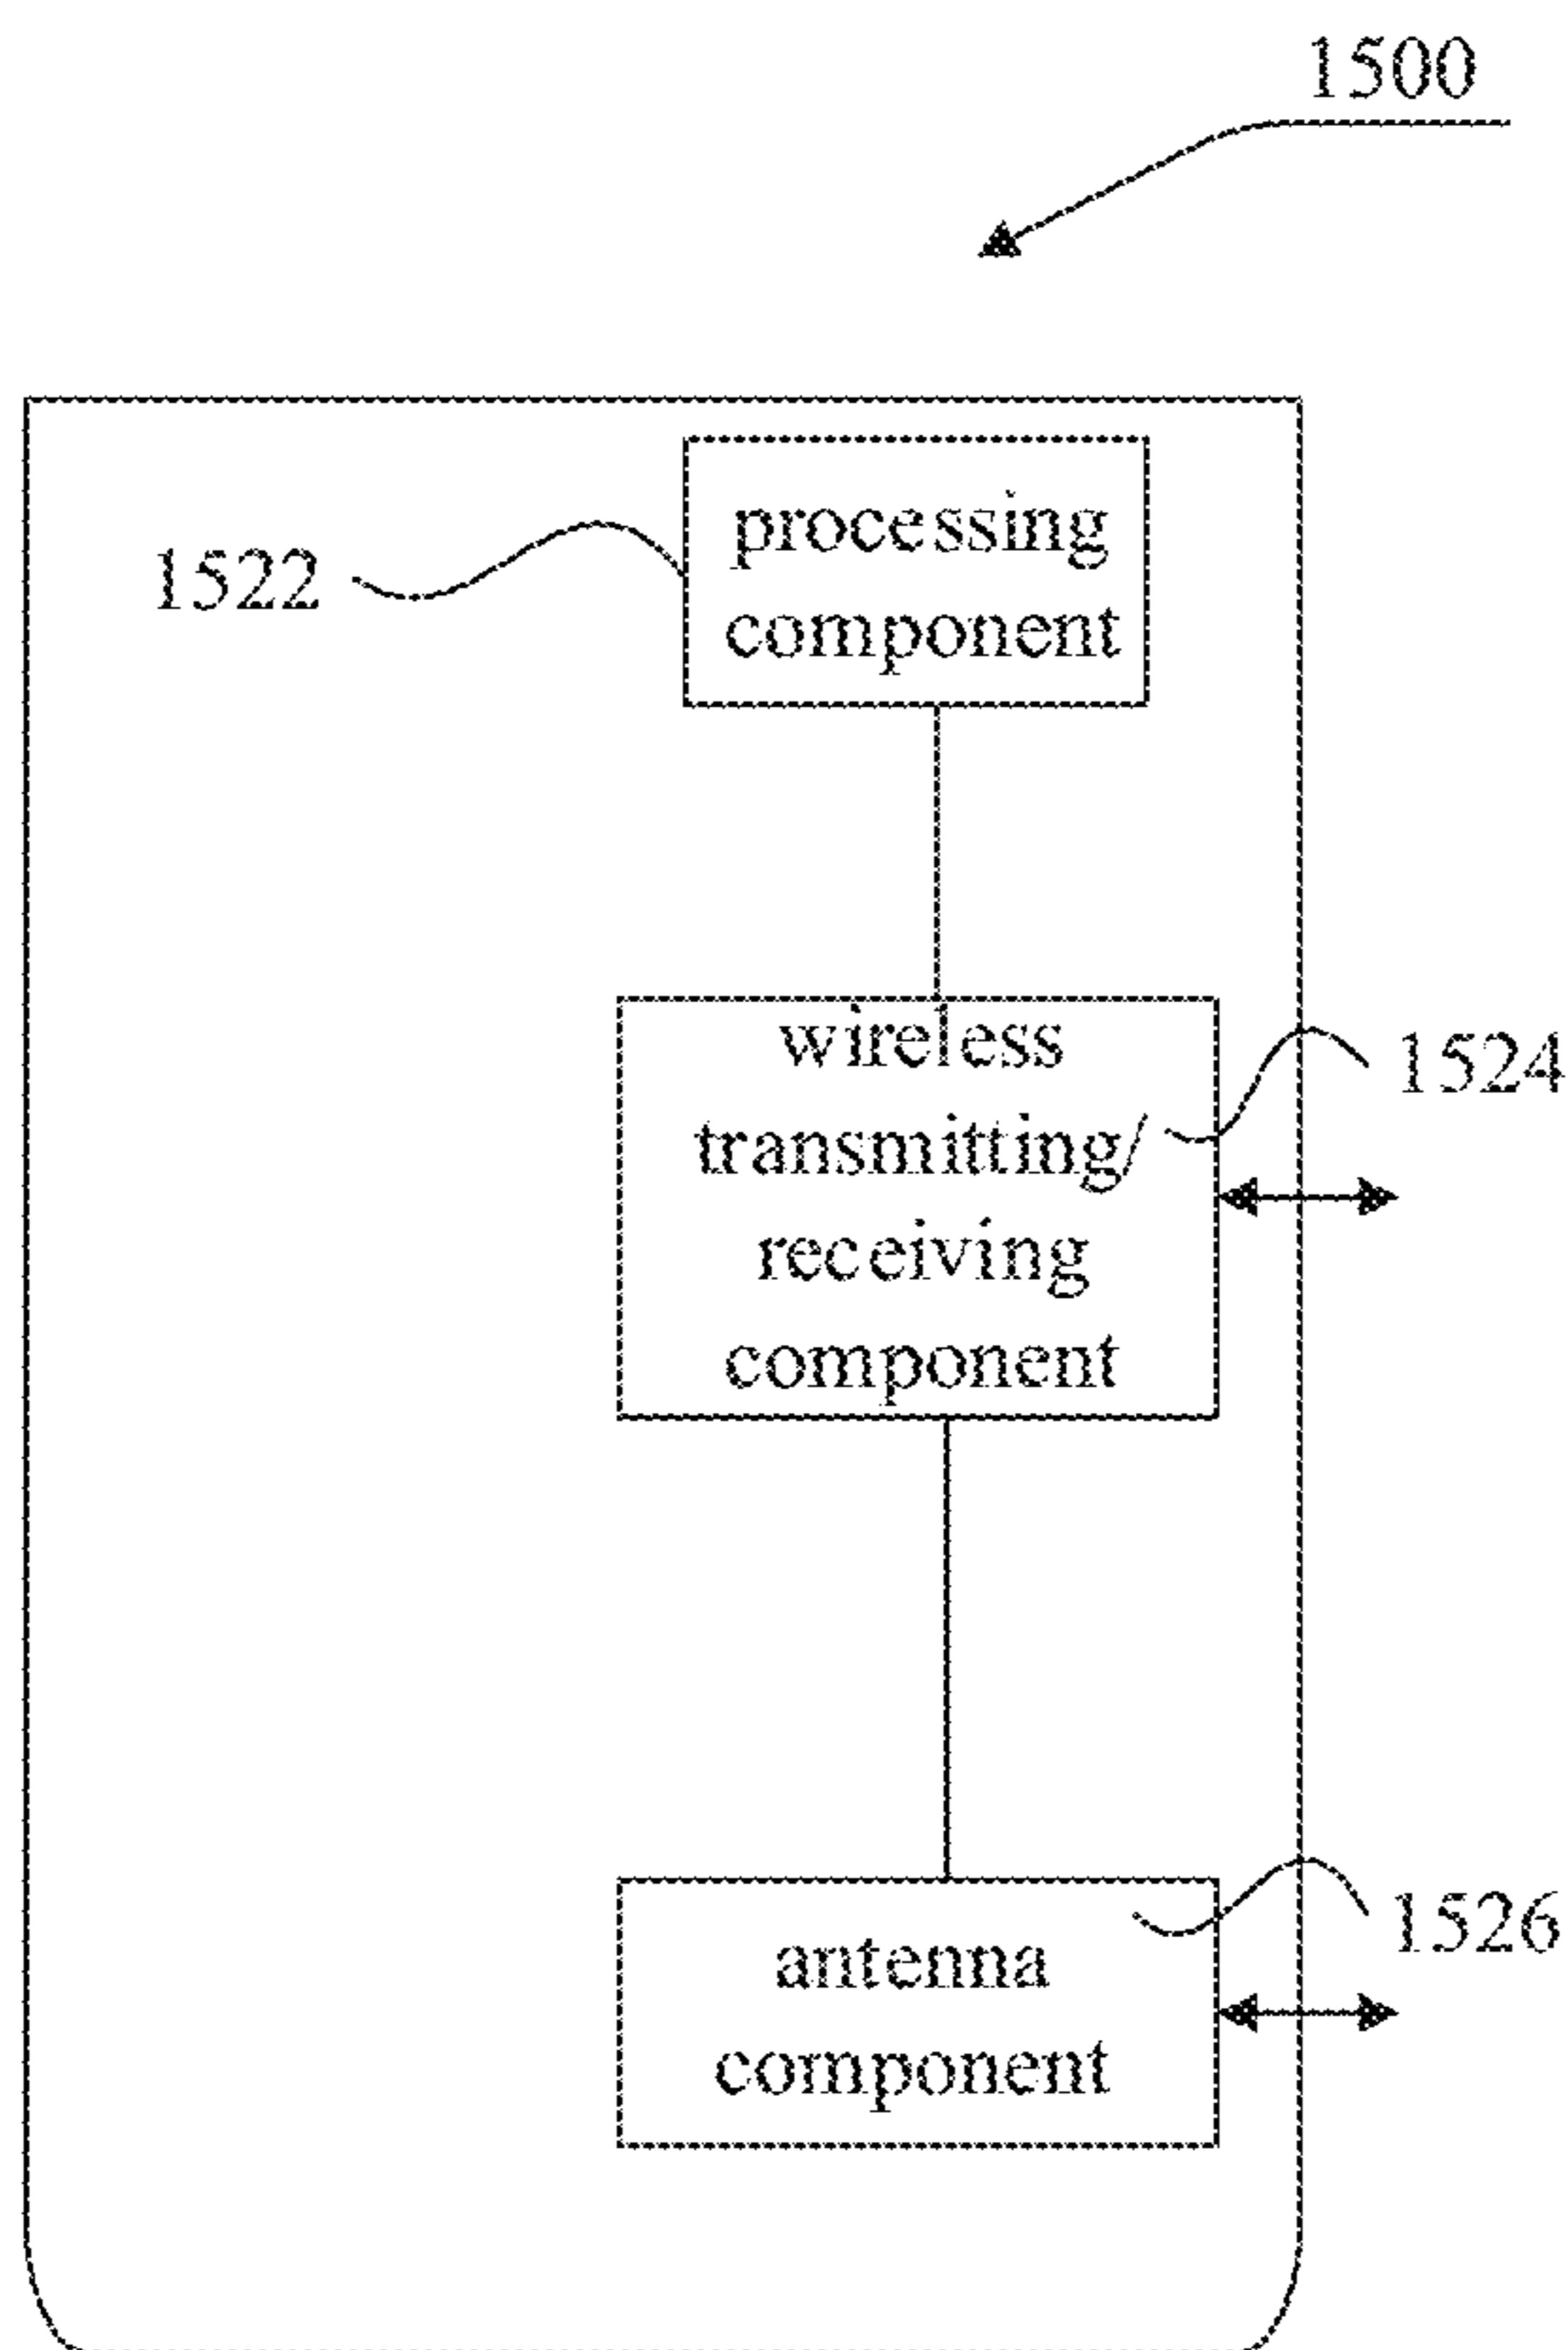 1500
processing
component
1522
wireless
transmitting/
receiving
component
1524
antenna
component
1526